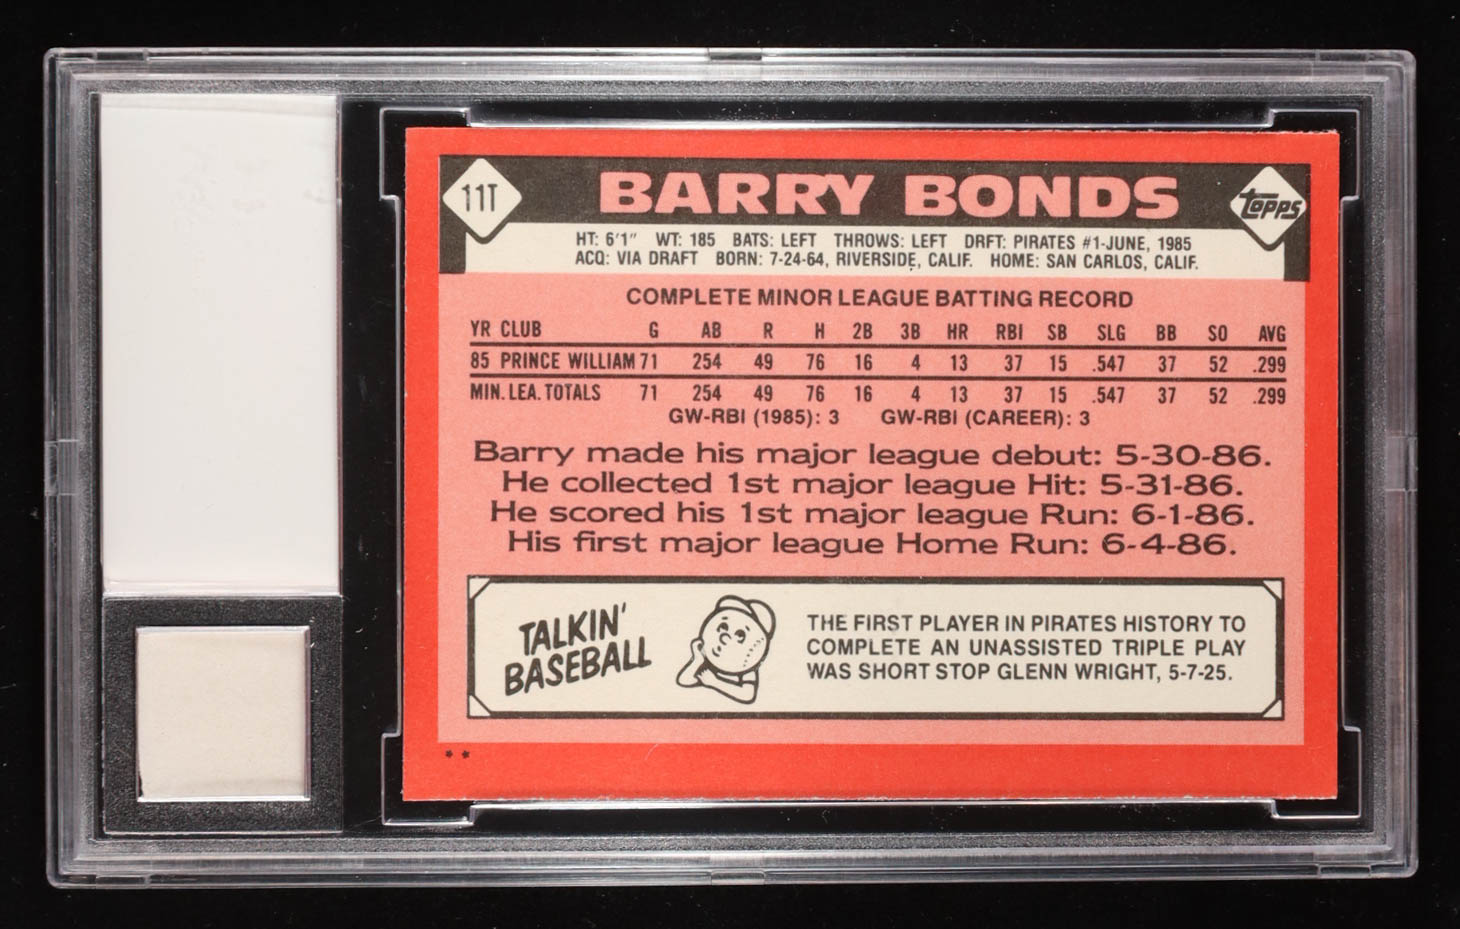 11T
BARRY BONDS
topps
HT: 6'1" WT: 185 BATS: LEFT THROWS: LEFT DRFT: PIRATES #1-JUNE, 1985
ACQ: VIA DRAFT BORN: 7-24-64, RIVERSIDE, CALIF. HOME: SAN CARLOS, CALIF.
COMPLETE MINOR LEAGUE BATTING RECORD
YR CLUB G AB R H 2B 3B HR RBI SB SLG BB SO AVG
85 PRINCE WILLIAM 71 254 49 76 16 4 13 37 15 .547 37 52 .299
MIN. LEA. TOTALS 71 254 49 76 16 4 13 37 15 .547 37 52 .299
GW-RBI (1985): 3 GW-RBI (CAREER): 3
Barry made his major league debut: 5-30-86.
He collected 1st major league Hit: 5-31-86.
He scored his 1st major league Run: 6-1-86.
His first major league Home Run: 6-4-86.
TALKIN'
BASEBALL
THE FIRST PLAYER IN PIRATES HISTORY TO
COMPLETE AN UNASSISTED TRIPLE PLAY
WAS SHORT STOP GLENN WRIGHT, 5-7-25.
* *